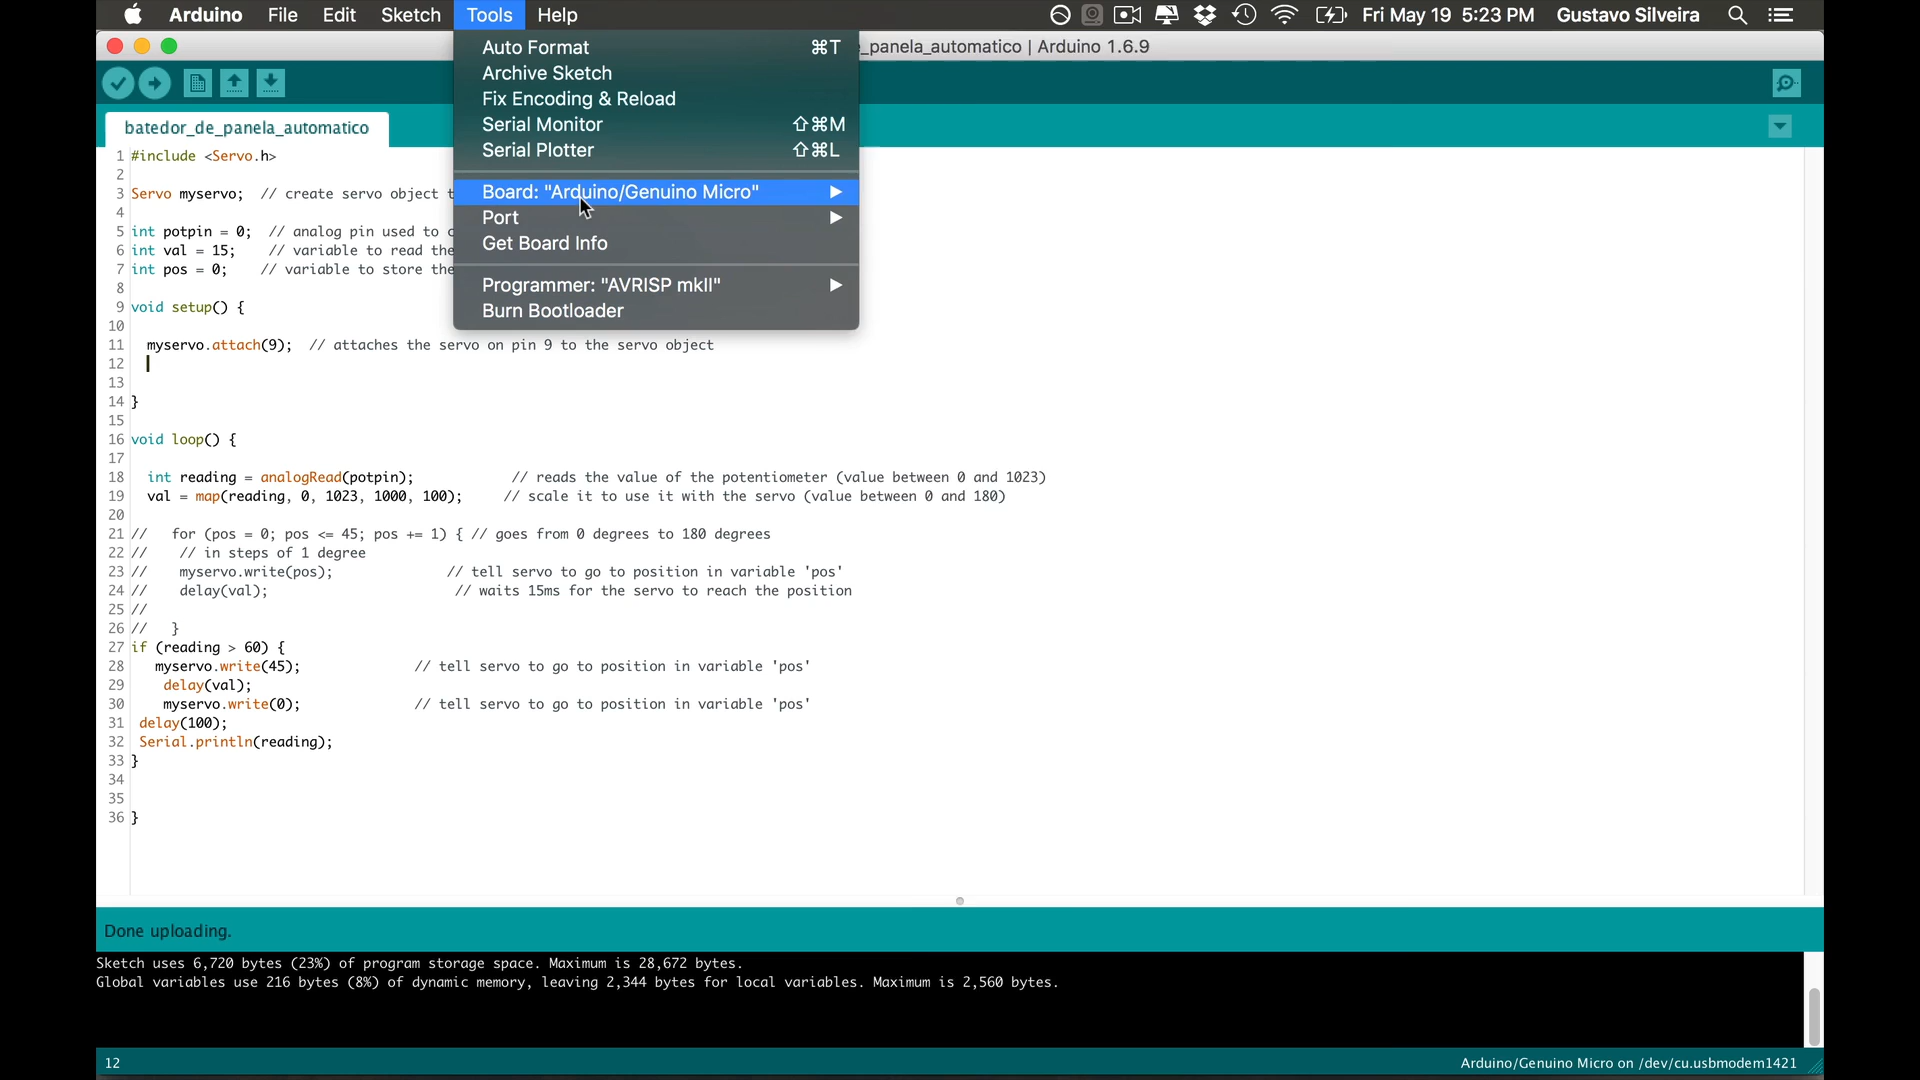 Arduino File Edit Sketch Tools Help Fri May 19 5:23 PM Gustavo Silveira
_panela_automatico | Arduino 1.6.9
Auto Format ⌘T
Archive Sketch
Fix Encoding & Reload
Serial Monitor ⇧⌘M
Serial Plotter ⇧⌘L
Board: "Arduino/Genuino Micro"
Port
Get Board Info
Programmer: "AVRISP mkII"
Burn Bootloader
batedor_de_panela_automatico
1 #include <Servo.h>
2
3 Servo myservo; // create servo object t
4
5 int potpin = 0; // analog pin used to c
6 int val = 15; // variable to read the
7 int pos = 0; // variable to store the
8
9 void setup() {
10
11 myservo.attach(9); // attaches the servo on pin 9 to the servo object
12
13
14 }
15
16 void loop() {
17
18 int reading = analogRead(potpin); // reads the value of the potentiometer (value between 0 and 1023)
19 val = map(reading, 0, 1023, 1000, 100); // scale it to use it with the servo (value between 0 and 180)
20
21 // for (pos = 0; pos <= 45; pos += 1) { // goes from 0 degrees to 180 degrees
22 // // in steps of 1 degree
23 // myservo.write(pos); // tell servo to go to position in variable 'pos'
24 // delay(val); // waits 15ms for the servo to reach the position
25 //
26 // }
27 if (reading > 60) {
28 myservo.write(45); // tell servo to go to position in variable 'pos'
29 delay(val);
30 myservo.write(0); // tell servo to go to position in variable 'pos'
31 delay(100);
32 Serial.println(reading);
33 }
34
35
36 }
Done uploading.
Sketch uses 6,720 bytes (23%) of program storage space. Maximum is 28,672 bytes.
Global variables use 216 bytes (8%) of dynamic memory, leaving 2,344 bytes for local variables. Maximum is 2,560 bytes.
12 Arduino/Genuino Micro on /dev/cu.usbmodem1421